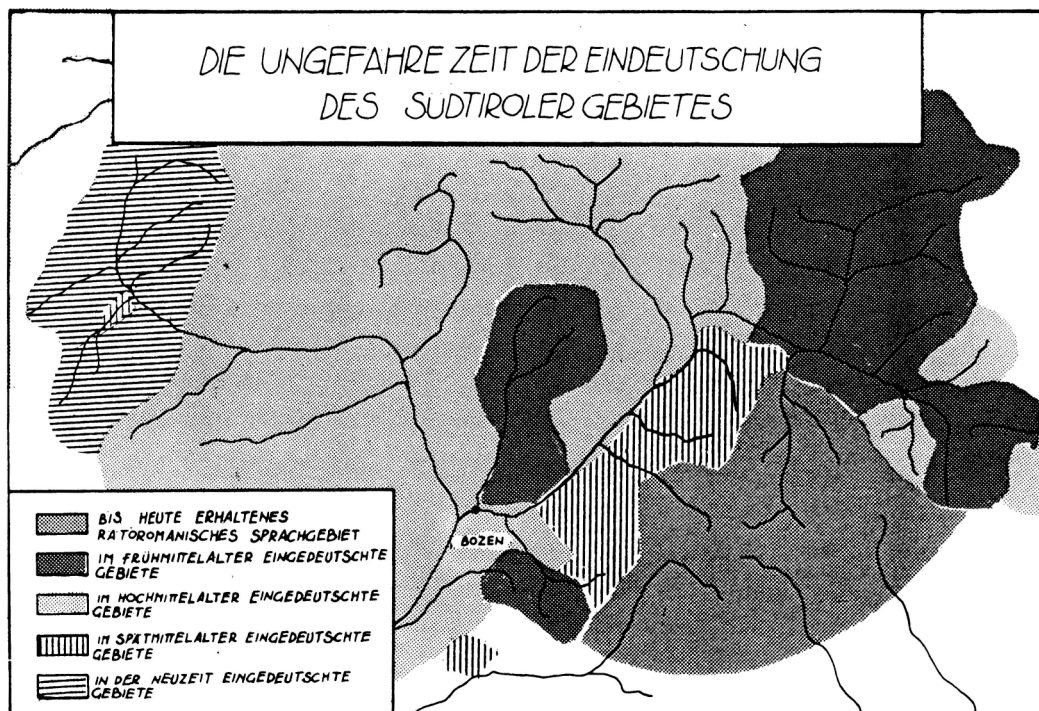 DIE UNGEFÄHRE ZEIT DER EINDEUTSCHUNG
DES SÜDTIROLER GEBIETES
BOZEN
BIS HEUTE ERHALTENES
RÄTOROMANISCHES SPRACHGEBIET
IM FRÜHMITTELALTER EINGEDEUTSCHTE
GEBIETE
IM HOCHMITTELALTER EINGEDEUTSCHTE
GEBIETE
IM SPÄTMITTELALTER EINGEDEUTSCHTE
GEBIETE
IN DER NEUZEIT EINGEDEUTSCHTE
GEBIETE